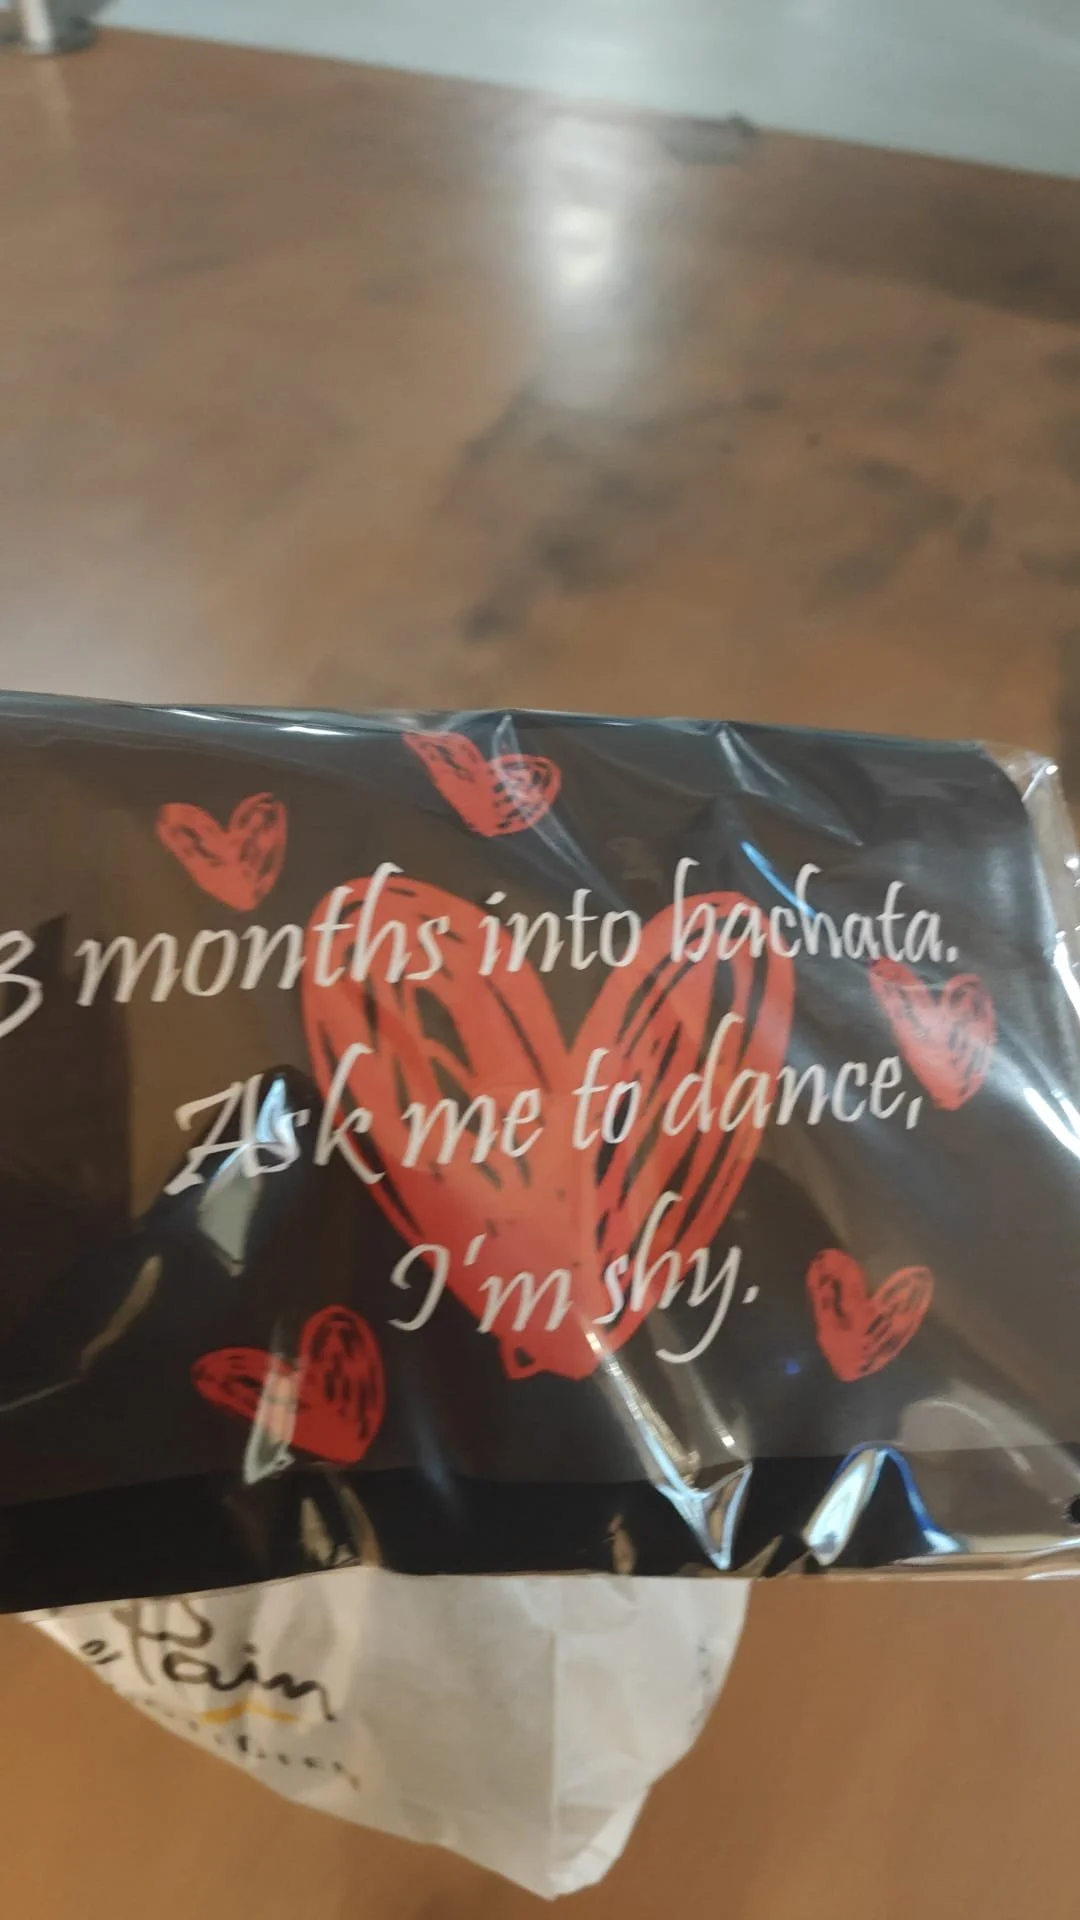 3 months into bachata.
Ask me to dance,
I'm shy.
Pain